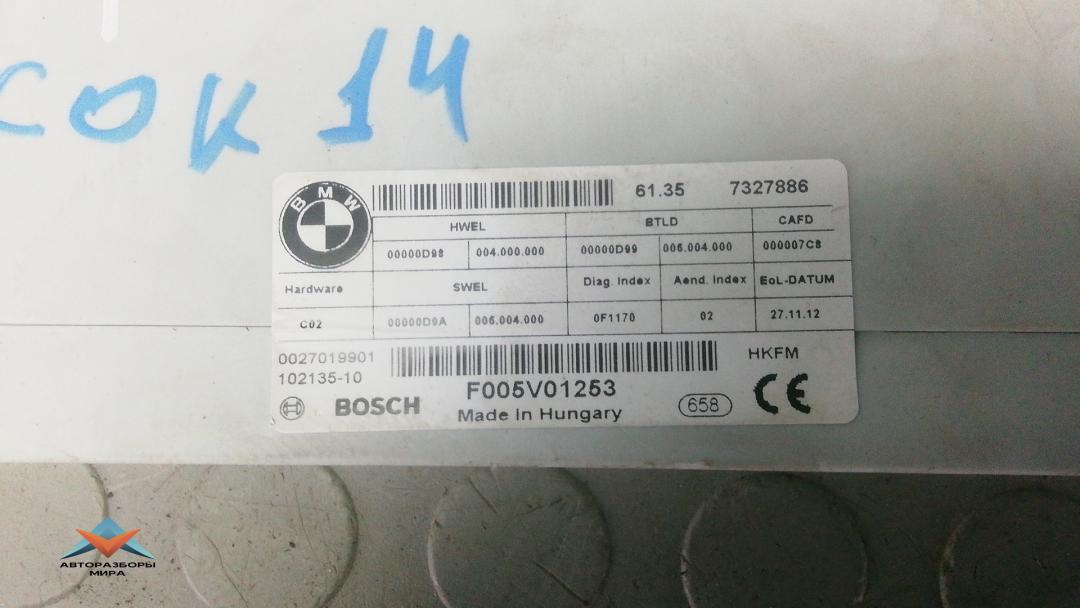 сок 14
BMW
61.35 7327886
HWEL BTLD CAFD
00000D98 004.000.000 00000D99 006.004.000 000007C8
Hardware SWEL Diag. Index Aend. Index EoL-DATUM
C02 00000D9A 006.004.000 0F1170 02 27.11.12
0027019901 HKFM
102135-10 F005V01253
BOSCH Made in Hungary 658 CE
АВТОРАЗБОРЫ
МИРА